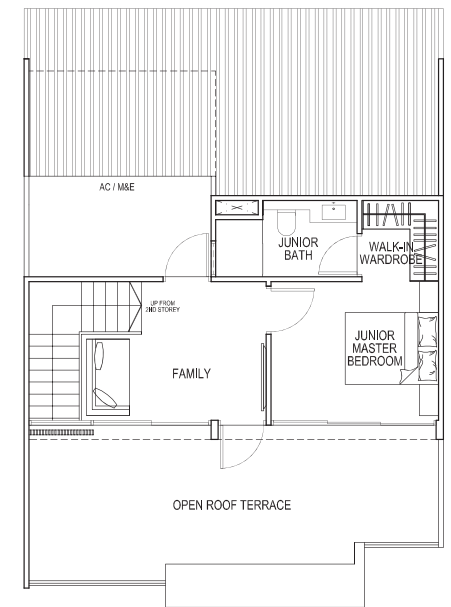 AC / M&E
JUNIOR
BATH
WALK-IN
WARDROBE
UP FROM
2ND STOREY
JUNIOR
MASTER
BEDROOM
FAMILY
OPEN ROOF TERRACE